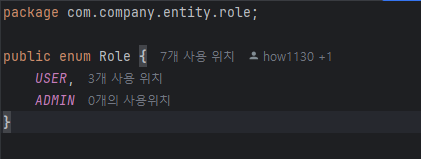 package com.company.entity.role;
public enum Role { 7개 사용 위치 how1130 +1
USER, 3개 사용 위치
ADMIN 0개의 사용위치
}